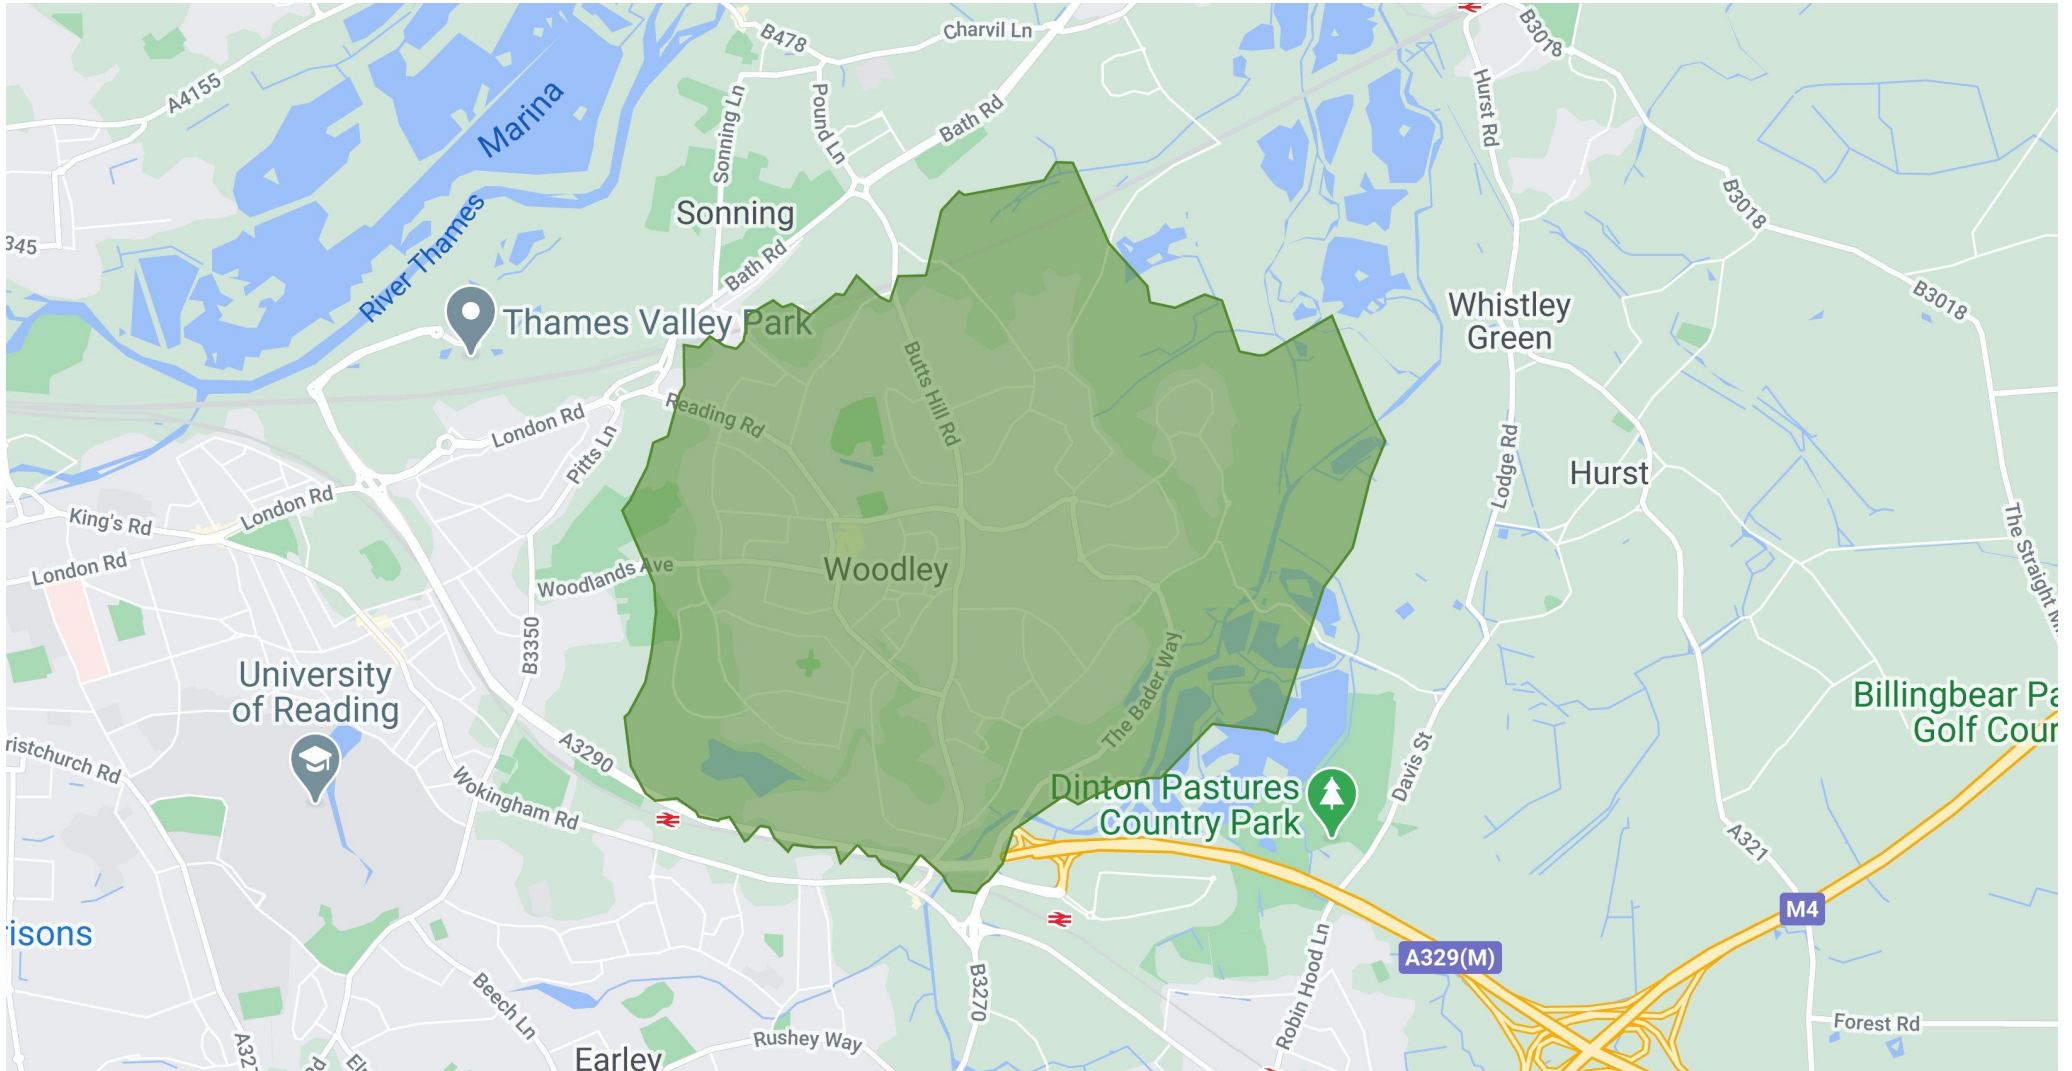 B478
Charvil Ln
B3018
A4155
Marina
Sonning Ln
Pound Ln
Bath Rd
Hurst Rd
B3018
Sonning
345
River Thames
Bath Rd
B3018
Thames Valley Park
Whistley
Green
Butts Hill Rd
Reading Rd
London Rd
Pitts Ln
Lodge Rd
Hurst
London Rd
King's Rd
London Rd
Woodlands Ave
Woodley
The Straight M
B3350
University
of Reading
The Bader Way
Billingbear Pa
Golf Cour
ristchurch Rd
A3290
Wokingham Rd
Davis St
Dinton Pastures
Country Park
A321
M4
risons
A329(M)
Beech Ln
B3270
Robin Hood Ln
Forest Rd
A32
Rushey Way
Earley